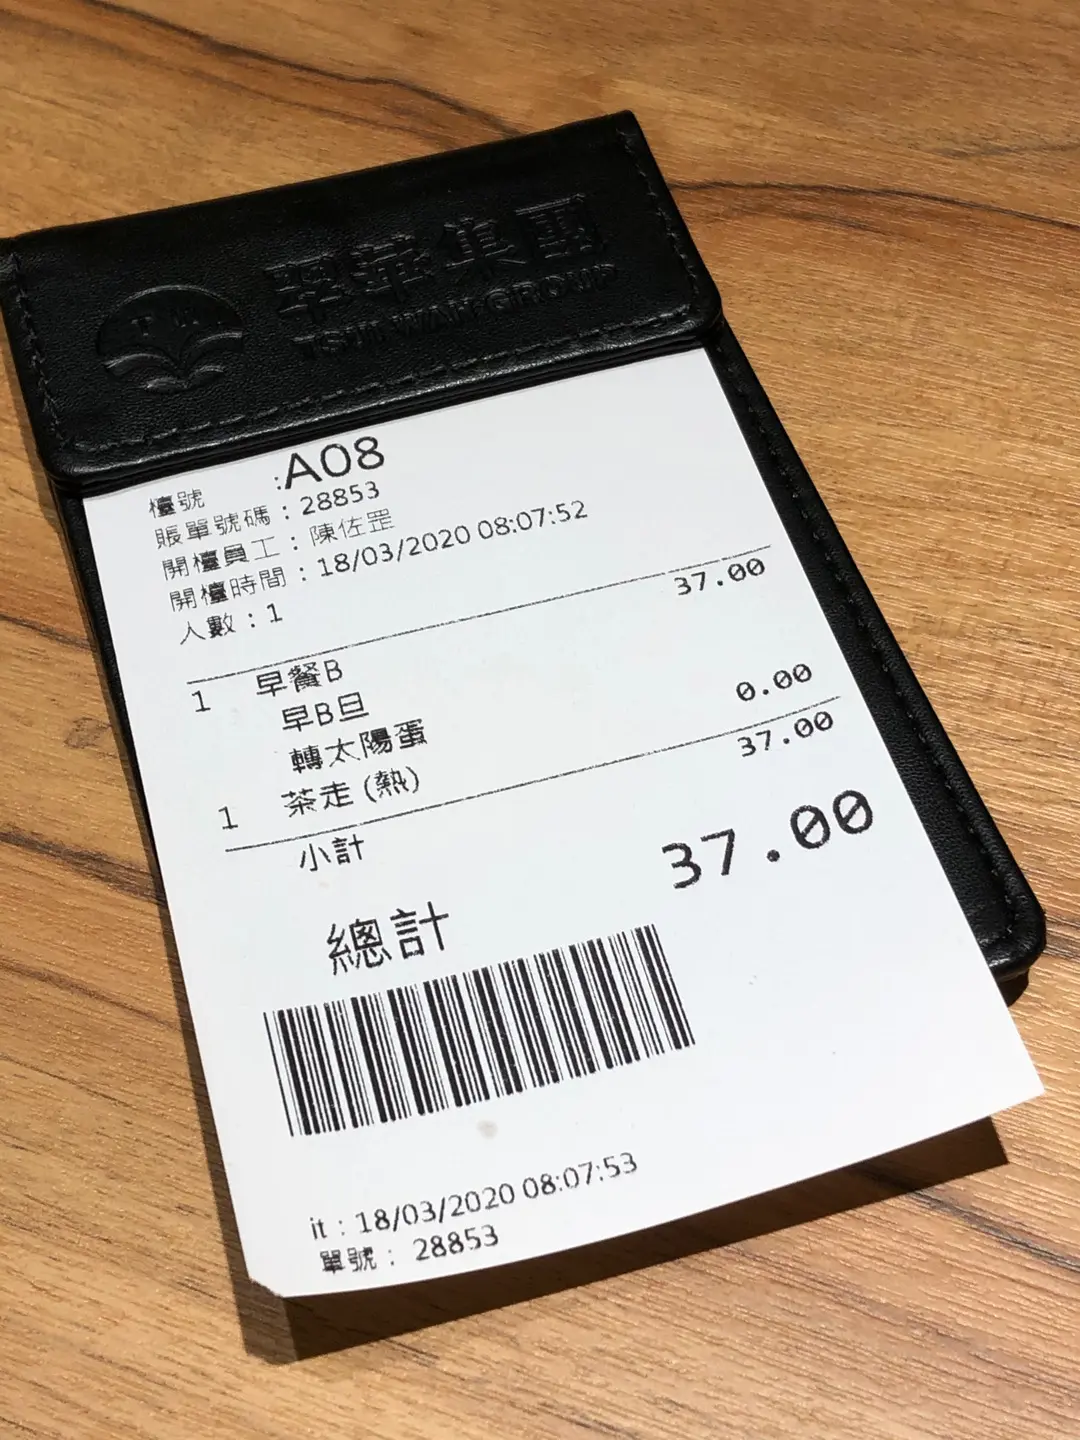 翠華集團
TH
TSUI WAH GROUP
檯號 :A08
賬單號碼 : 28853
開檯員工 : 陳佐罡
開檯時間 : 18/03/2020 08:07:52
人數 : 1
1 早餐B 37.00
早B旦
轉太陽蛋
1 茶走 (熱) 0.00
小計 37.00
總計 37.00
it : 18/03/2020 08:07:53
單號 : 28853